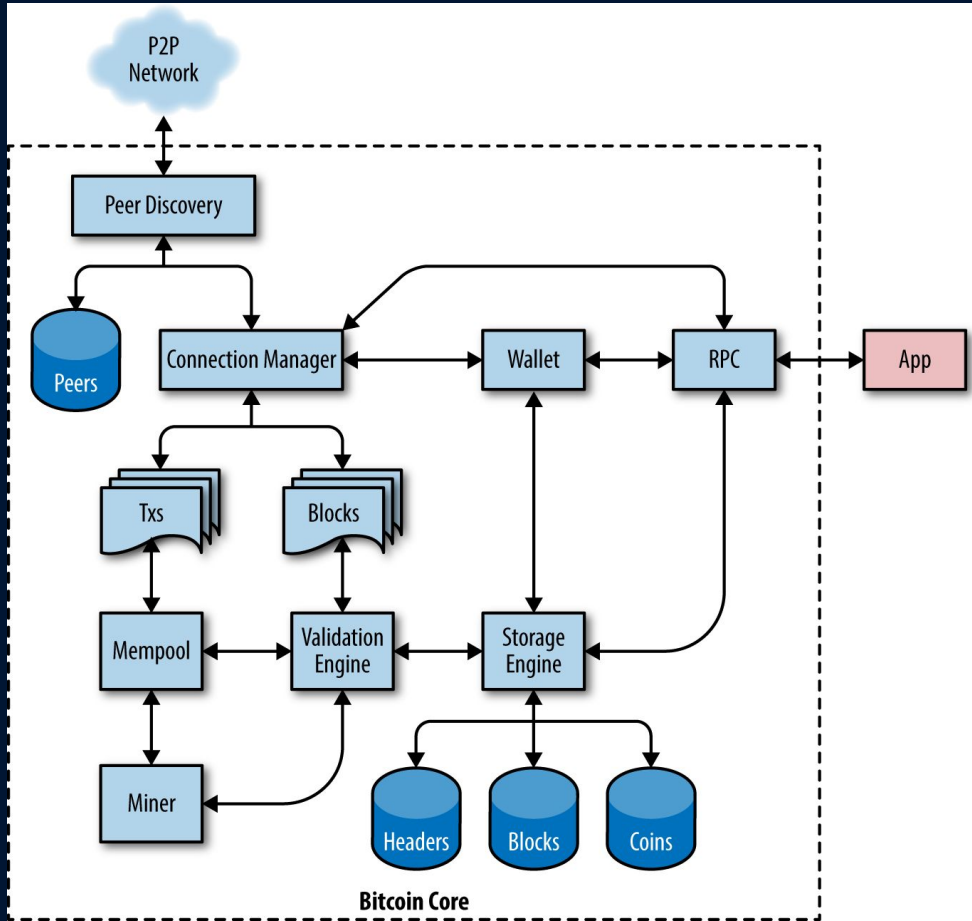 P2P
Network
Peer Discovery
Peers
Connection Manager
Wallet
RPC
App
Txs
Blocks
Mempool
Validation
Engine
Storage
Engine
Miner
Headers
Blocks
Coins
Bitcoin Core